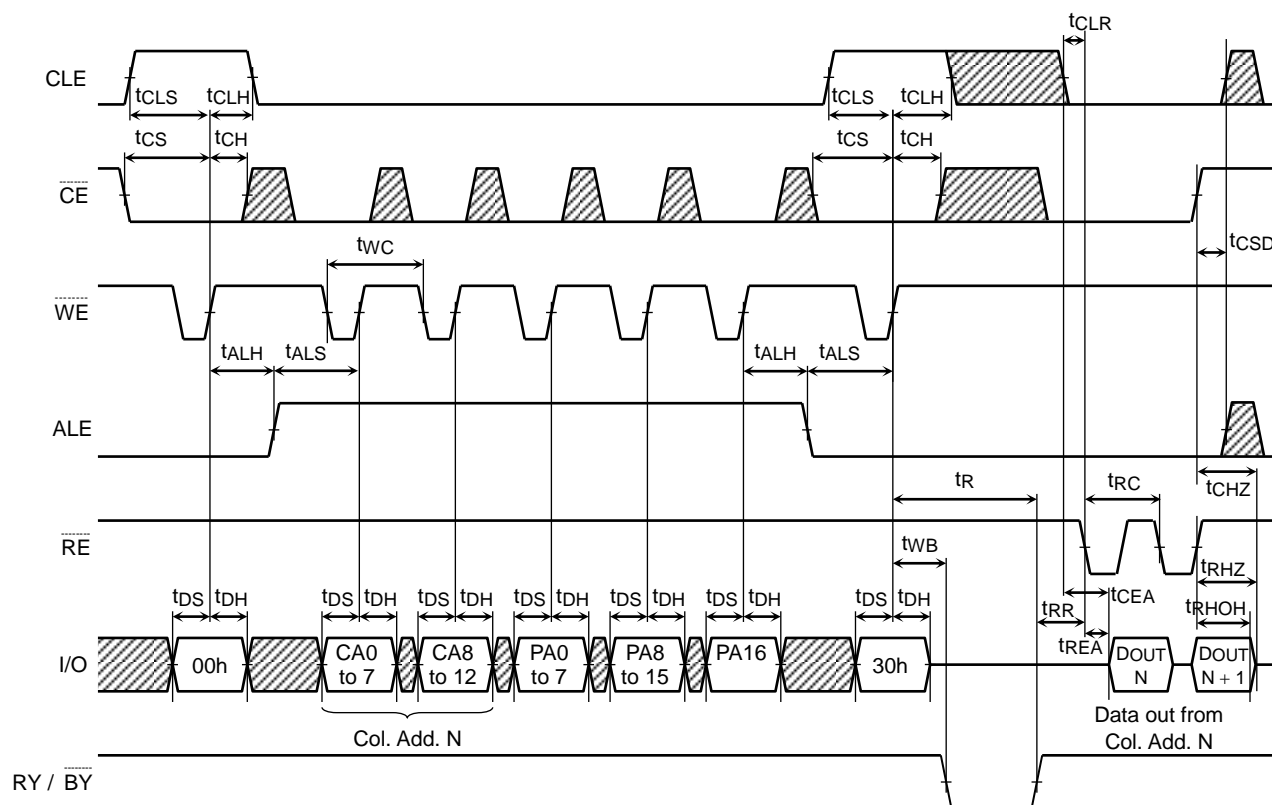 tCLR
CLE
tCLS tCLH tCLS tCLH
tCS tCH tCS tCH
CE
tCSD
tWC
WE
tALH tALS tALH tALS
ALE
tR tRC tCHZ
RE
tWB
tRHZ
tDS tDH tDS tDH tDS tDH tDS tDH tDS tDH tDS tDH tDS tDH
tCEA
tRR tRHOH
tREA
I/O 00h CA0 to 7 CA8 to 12 PA0 to 7 PA8 to 15 PA16 30h DOUT N DOUT N + 1
Data out from
Col. Add. N
Col. Add. N
RY / BY